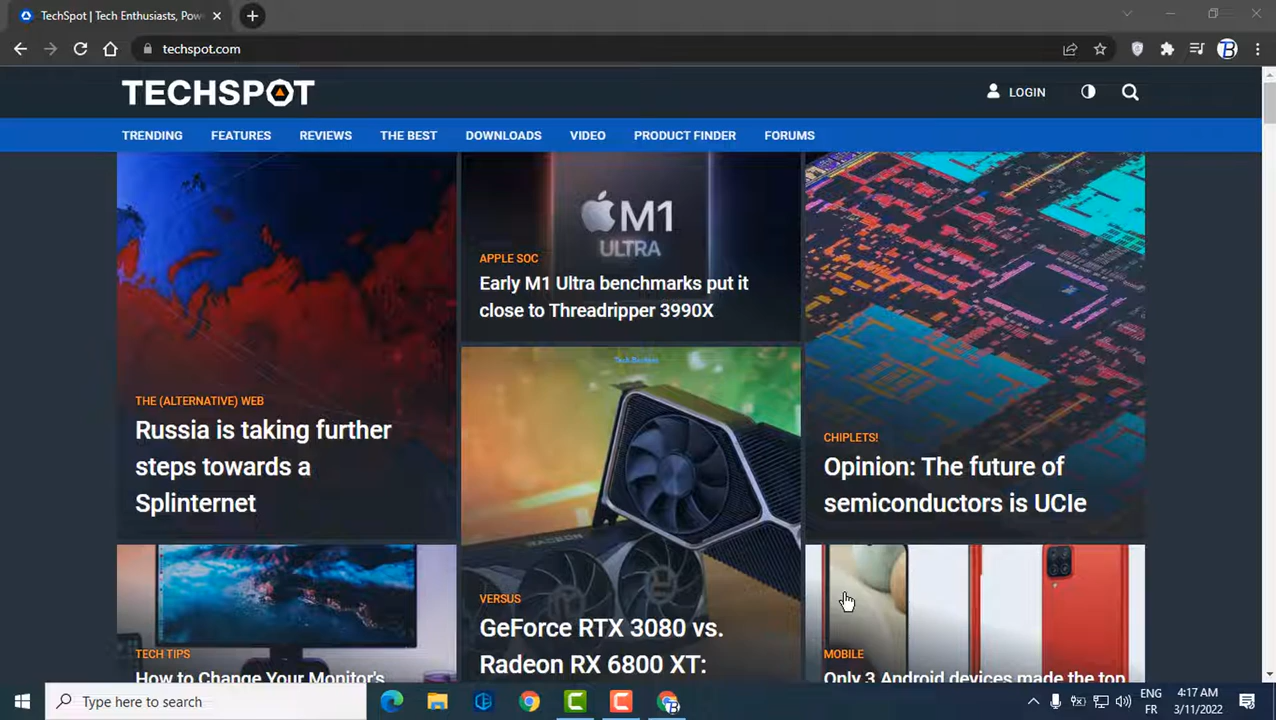 TechSpot | Tech Enthusiasts, Pow
techspot.com
TECHSPOT
LOGIN
TRENDING
FEATURES
REVIEWS
THE BEST
DOWNLOADS
VIDEO
PRODUCT FINDER
FORUMS
M1
ULTRA
APPLE SOC
Early M1 Ultra benchmarks put it
close to Threadripper 3990X
THE (ALTERNATIVE) WEB
Russia is taking further
steps towards a
Splinternet
CHIPLETS!
Opinion: The future of
semiconductors is UCIe
RADEON
VERSUS
GeForce RTX 3080 vs.
Radeon RX 6800 XT:
TECH TIPS
How to Change Your Monitor's
MOBILE
Only 3 Android devices made the top
Type here to search
ENG
FR
4:17 AM
3/11/2022